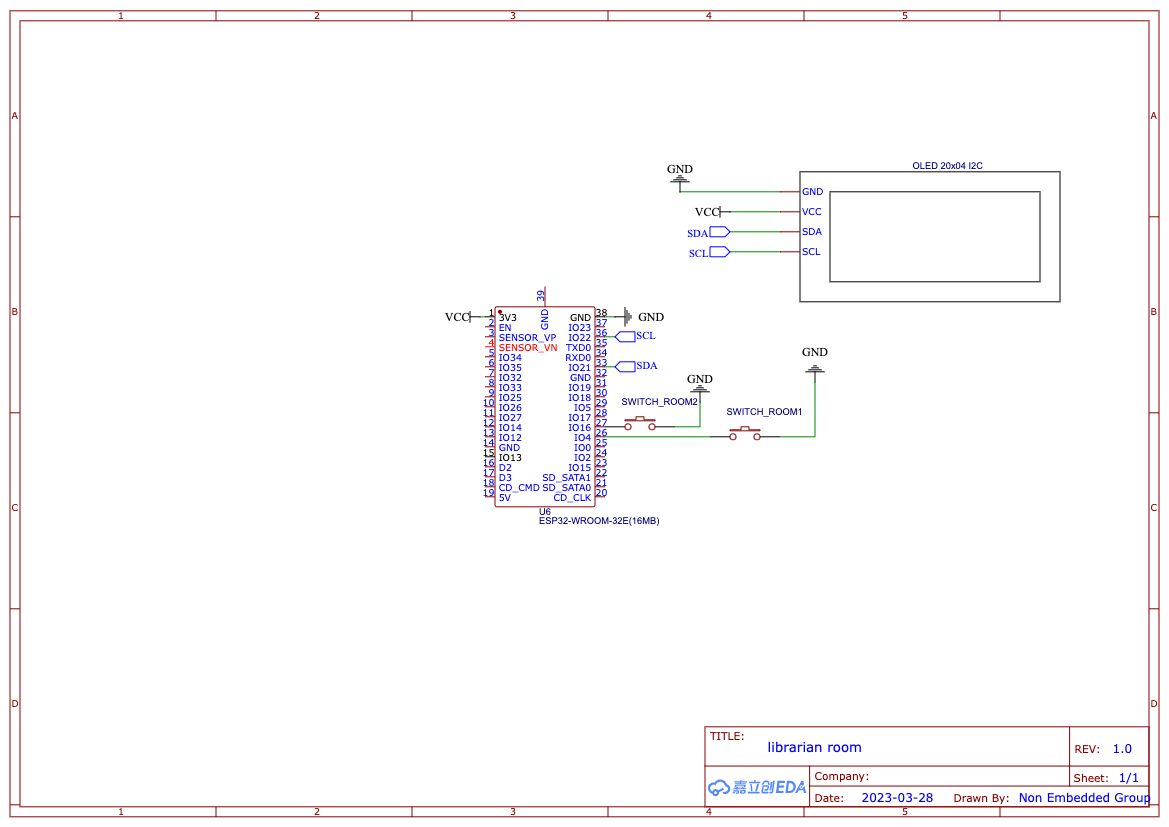 1 2 3 4 5
A A
GND
OLED 20x04 I2C
GND
VCC VCC
SDA SDA
SCL SCL
39
B B
VCC 1 3V3 GND GND 38 GND
2 EN IO23 37
3 SENSOR_VP IO22 36 SCL
4 SENSOR_VN TXD0 35
5 IO34 RXD0 34
6 IO35 IO21 33 SDA
7 IO32 GND 32
8 IO33 IO19 31
9 IO25 IO18 30
10 IO26 IO5 29
11 IO27 IO17 28
12 IO14 IO16 27
13 IO12 IO4 26
14 GND IO0 25
15 IO13 IO2 24
16 D2 IO15 23
17 D3 SD_SATA1 22
18 CD_CMD SD_SATA0 21
19 5V CD_CLK 20
GND
GND
SWITCH_ROOM2
SWITCH_ROOM1
C C
U6
ESP32-WROOM-32E(16MB)
D D
TITLE:
librarian room
REV: 1.0
嘉立创EDA
Company:
Sheet: 1/1
Date: 2023-03-28 Drawn By: Non Embedded Group
1 2 3 4 5